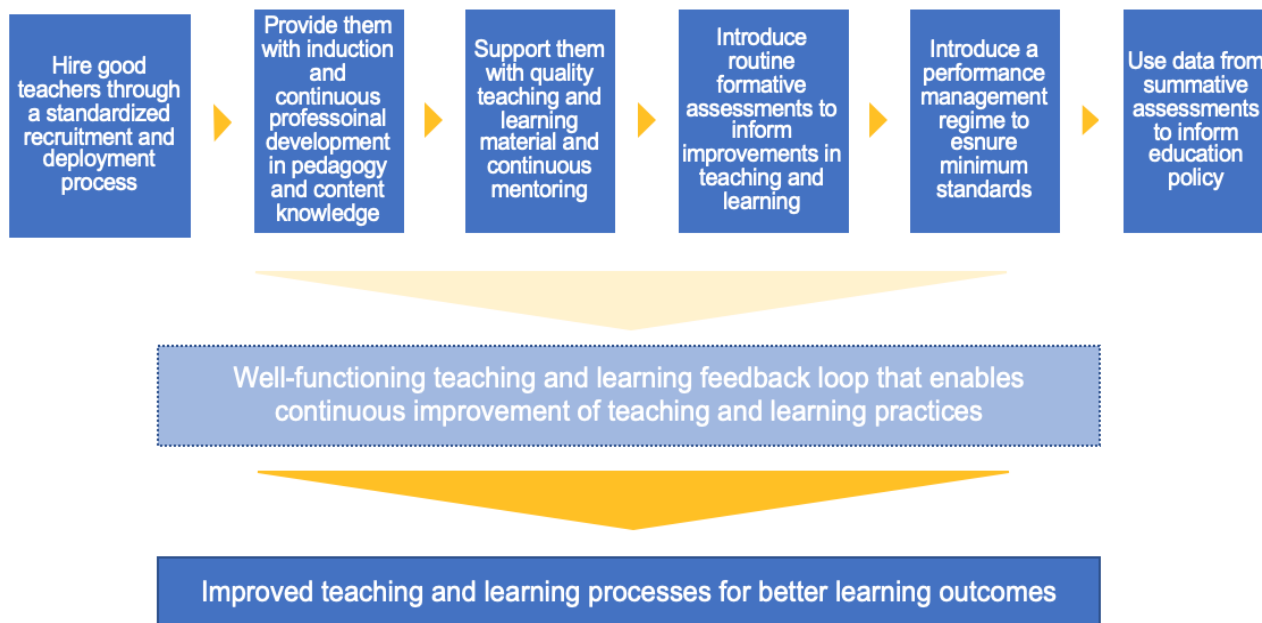 Hire good
teachers through
a standardized
recruitment and
deployment
process
Provide them
with induction
and
continuous
professoinal
development
in pedagogy
and content
knowledge
Support them
with quality
teaching and
learning
material and
continuous
mentoring
Introduce
routine
formative
assessments to
inform
improvements in
teaching and
learning
Introduce a
performance
management
regime to
esnure
minimum
standards
Use data from
summative
assessments
to inform
education
policy
Well-functioning teaching and learning feedback loop that enables
continuous improvement of teaching and learning practices
Improved teaching and learning processes for better learning outcomes